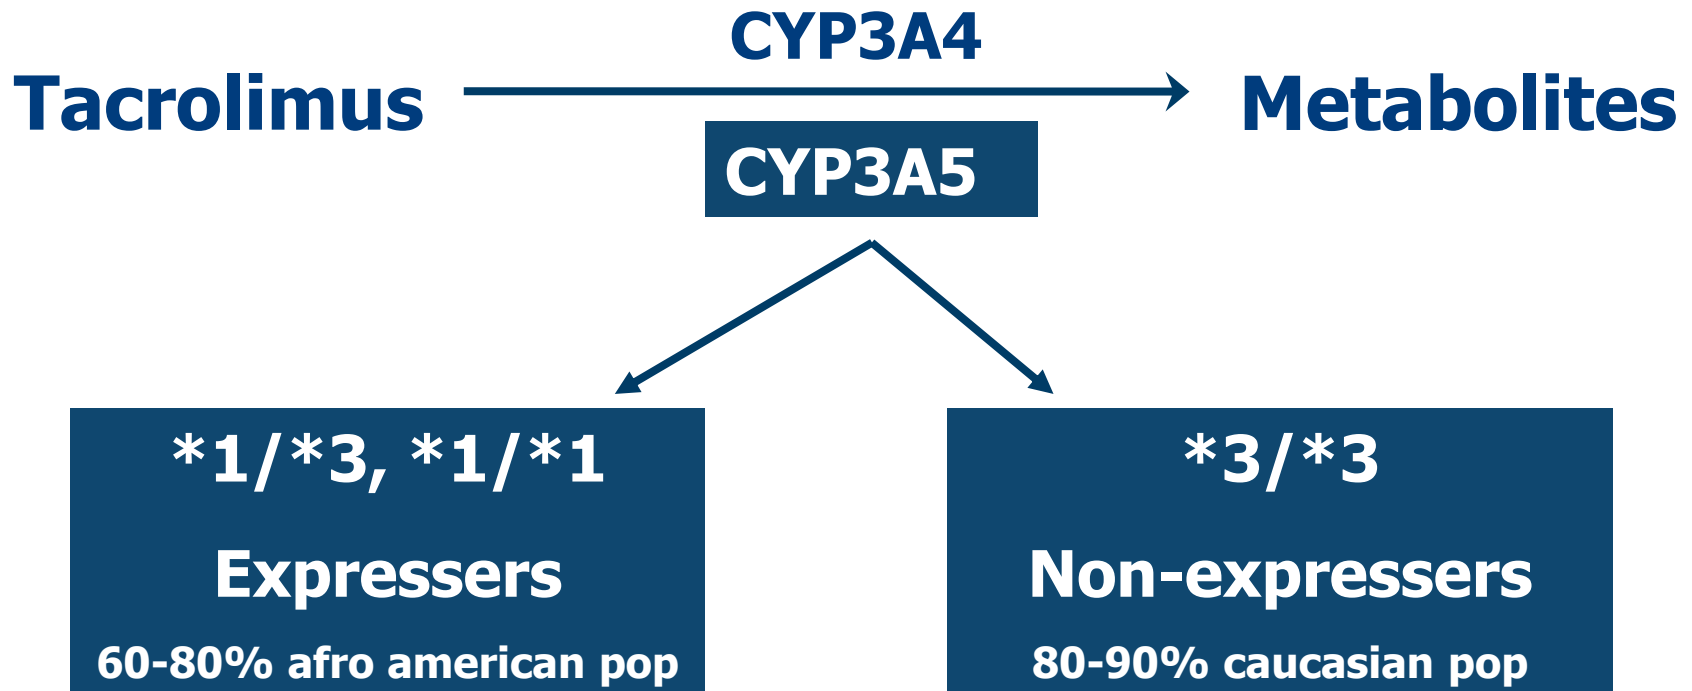 CYP3A4
Tacrolimus
Metabolites
CYP3A5
*1/*3, *1/*1
Expressers
60-80% afro american pop
*3/*3
Non-expressers
80-90% caucasian pop